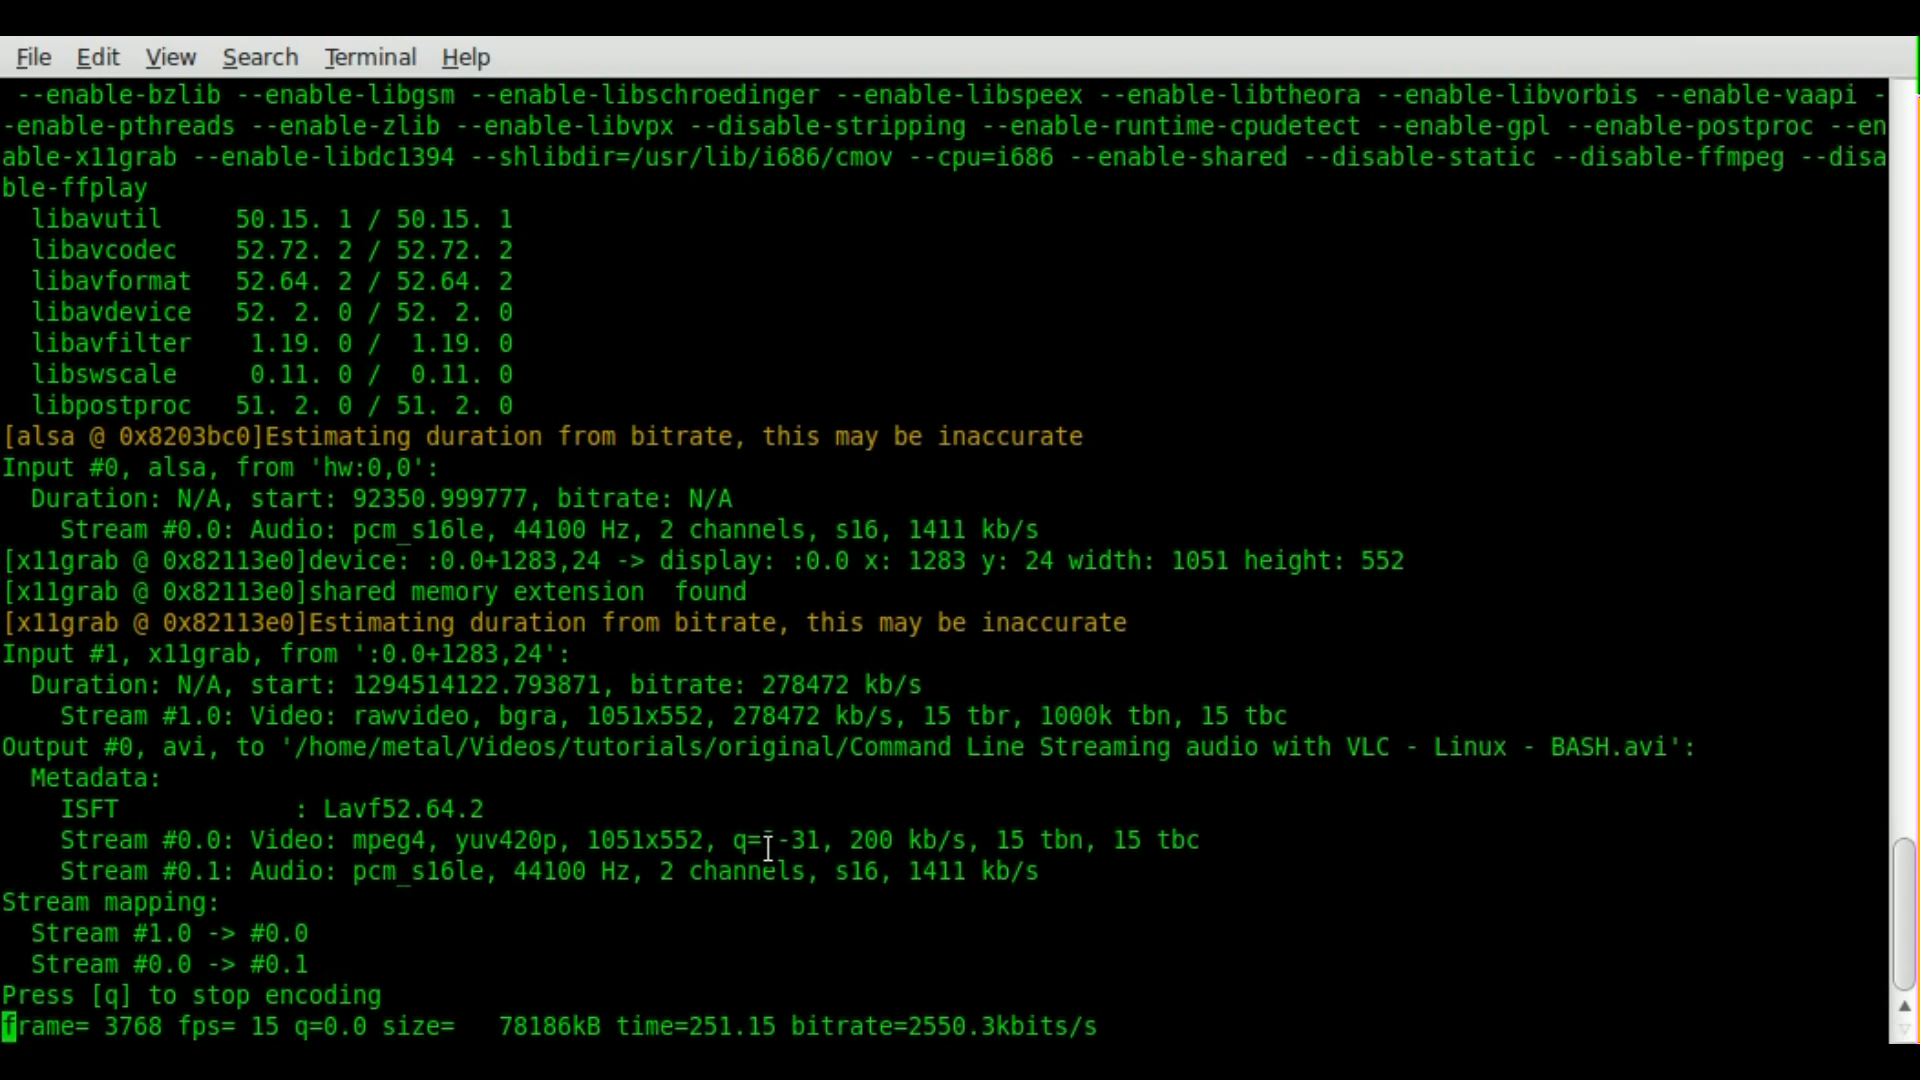 File Edit View Search Terminal Help
--enable-bzlib --enable-libgsm --enable-libschroedinger --enable-libspeex --enable-libtheora --enable-libvorbis --enable-vaapi -
-enable-pthreads --enable-zlib --enable-libvpx --disable-stripping --enable-runtime-cpudetect --enable-gpl --enable-postproc --en
able-x11grab --enable-libdc1394 --shlibdir=/usr/lib/i686/cmov --cpu=i686 --enable-shared --disable-static --disable-ffmpeg --disa
ble-ffplay
libavutil     50.15. 1 / 50.15. 1
libavcodec    52.72. 2 / 52.72. 2
libavformat   52.64. 2 / 52.64. 2
libavdevice   52. 2. 0 / 52. 2. 0
libavfilter    1.19. 0 /  1.19. 0
libswscale     0.11. 0 /  0.11. 0
libpostproc   51. 2. 0 / 51. 2. 0
[alsa @ 0x8203bc0]Estimating duration from bitrate, this may be inaccurate
Input #0, alsa, from 'hw:0,0':
Duration: N/A, start: 92350.999777, bitrate: N/A
Stream #0.0: Audio: pcm_s16le, 44100 Hz, 2 channels, s16, 1411 kb/s
[x11grab @ 0x82113e0]device: :0.0+1283,24 -> display: :0.0 x: 1283 y: 24 width: 1051 height: 552
[x11grab @ 0x82113e0]shared memory extension  found
[x11grab @ 0x82113e0]Estimating duration from bitrate, this may be inaccurate
Input #1, x11grab, from ':0.0+1283,24':
Duration: N/A, start: 1294514122.793871, bitrate: 278472 kb/s
Stream #1.0: Video: rawvideo, bgra, 1051x552, 278472 kb/s, 15 tbr, 1000k tbn, 15 tbc
Output #0, avi, to '/home/metal/Videos/tutorials/original/Command Line Streaming audio with VLC - Linux - BASH.avi':
Metadata:
ISFT            : Lavf52.64.2
Stream #0.0: Video: mpeg4, yuv420p, 1051x552, q= -31, 200 kb/s, 15 tbn, 15 tbc
Stream #0.1: Audio: pcm_s16le, 44100 Hz, 2 channels, s16, 1411 kb/s
Stream mapping:
Stream #1.0 -> #0.0
Stream #0.0 -> #0.1
Press [q] to stop encoding
frame= 3768 fps= 15 q=0.0 size=   78186kB time=251.15 bitrate=2550.3kbits/s